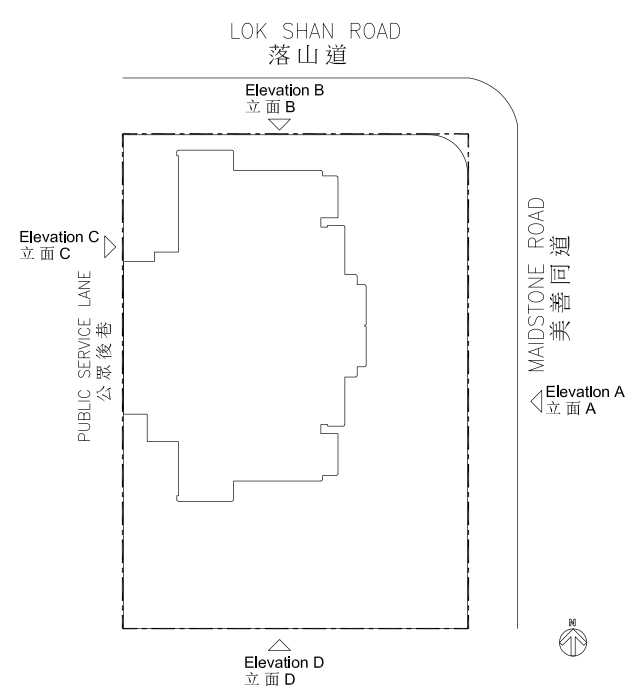 LOK SHAN ROAD
落山道
Elevation B
立面 B
Elevation C
立面 C
PUBLIC SERVICE LANE
公眾後巷
MAIDSTONE ROAD
美善同道
Elevation A
立面 A
N
Elevation D
立面 D